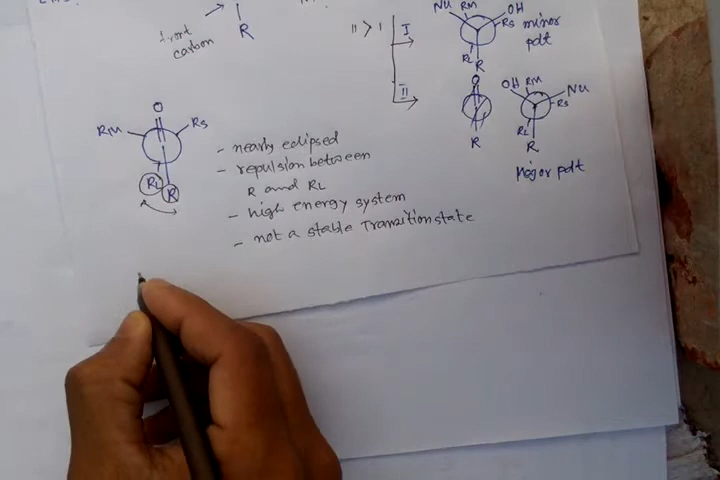 front
carbon
R
II > I
I
II
Nu
RM
OH
RS
RL
R
minor
pdt
O
R
OH
RM
Nu
RS
RL
R
Major pdt
O
RM
RS
RL
R
- nearly eclipsed
- repulsion between
R and RL
- high energy system
- not a stable Transition state